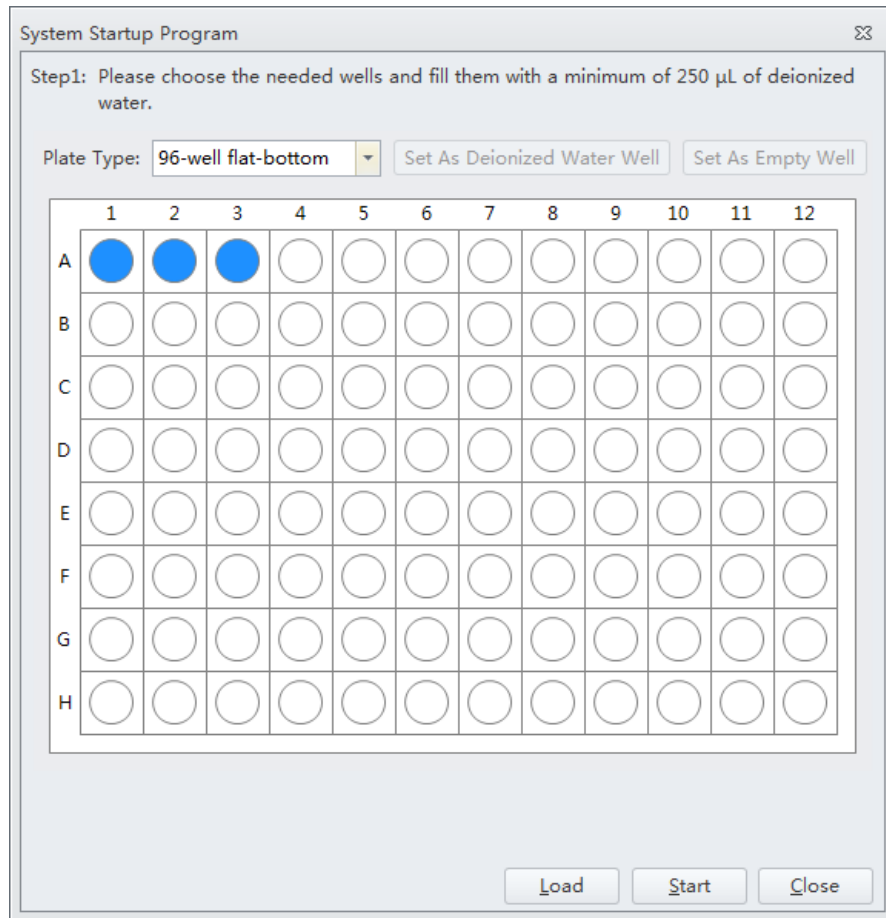 System Startup Program
Step1: Please choose the needed wells and fill them with a minimum of 250 µL of deionized
water.
Plate Type: 96-well flat-bottom Set As Deionized Water Well Set As Empty Well
1 2 3 4 5 6 7 8 9 10 11 12
A
B
C
D
E
F
G
H
Load Start Close